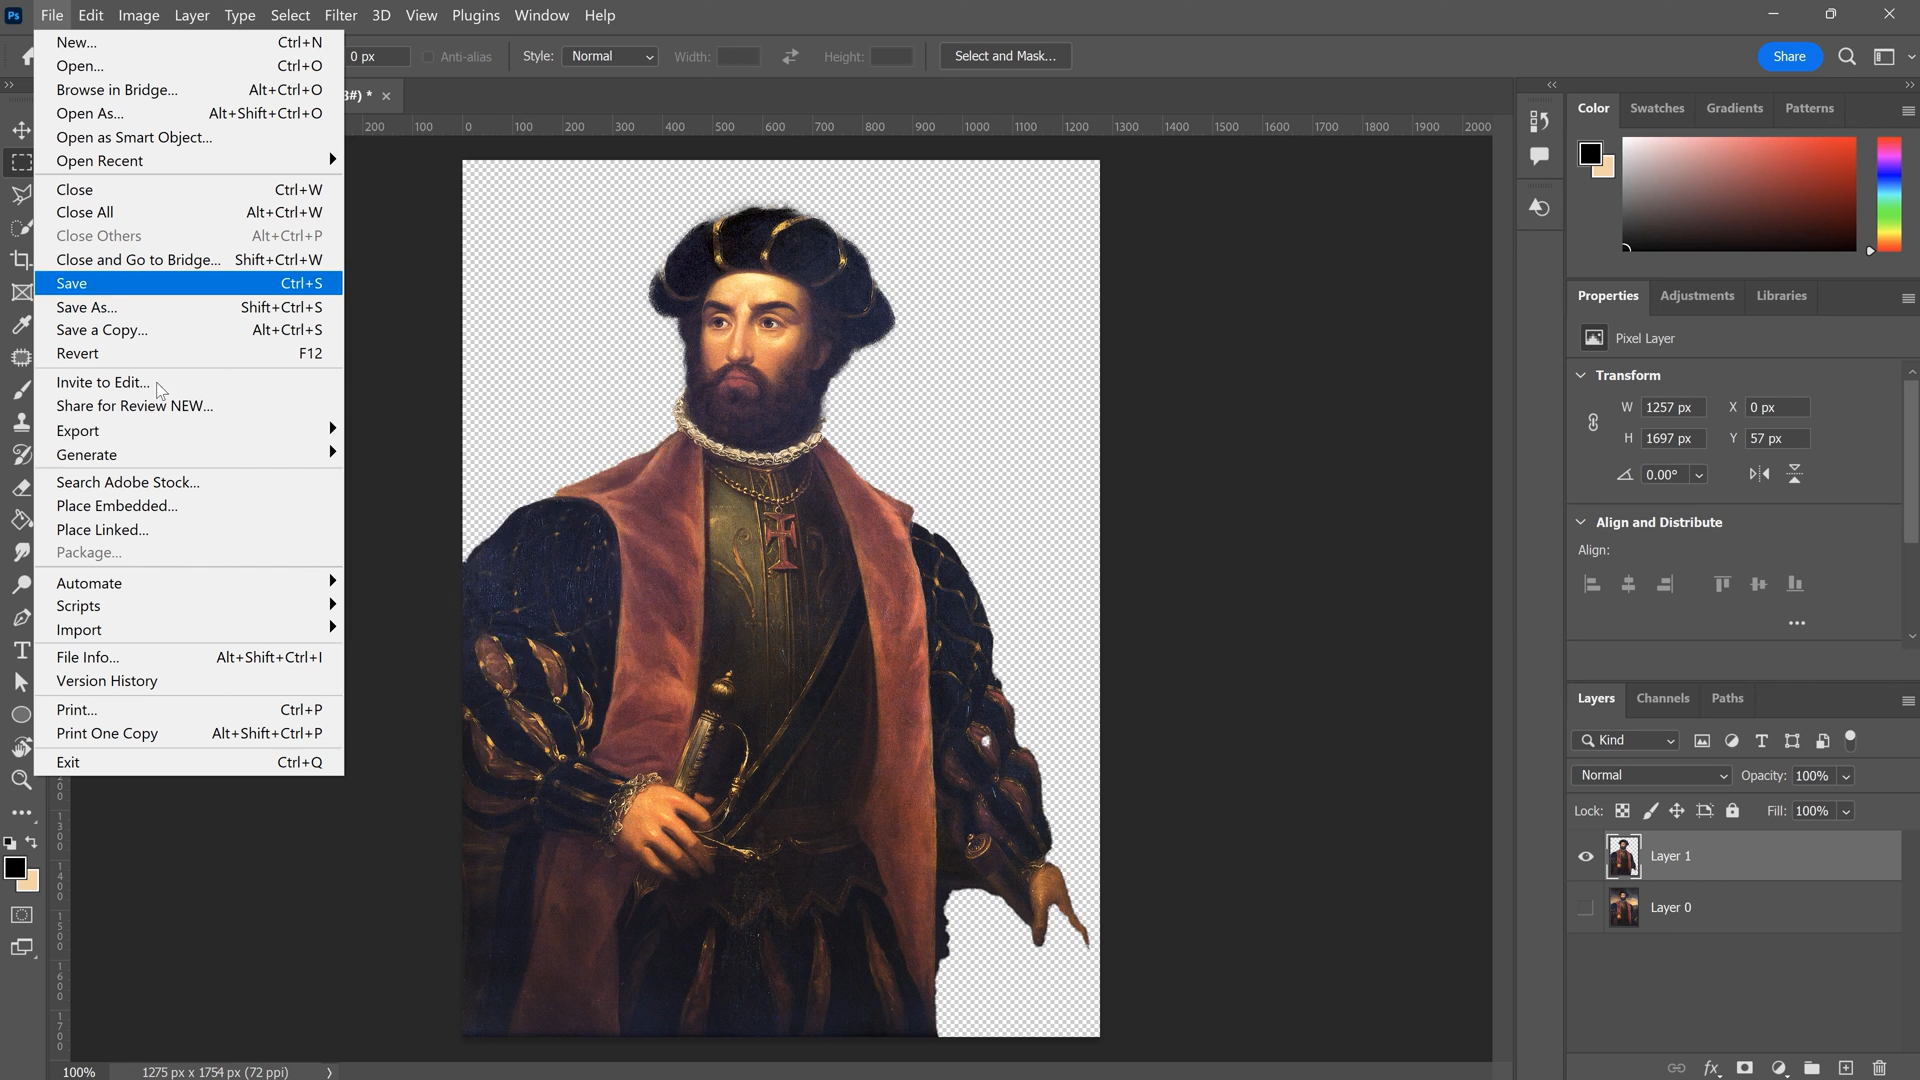 Ps File Edit Image Layer Type Select Filter 3D View Plugins Window Help
0 px Anti-alias Style: Normal Width: Height: Select and Mask... Share
3#) * ×
200 100 0 100 200 300 400 500 600 700 800 900 1000 1100 1200 1300 1400 1500 1600 1700 1800 1900 2000
New... Ctrl+N
Open... Ctrl+O
Browse in Bridge... Alt+Ctrl+O
Open As... Alt+Shift+Ctrl+O
Open as Smart Object...
Open Recent
Close Ctrl+W
Close All Alt+Ctrl+W
Close Others Alt+Ctrl+P
Close and Go to Bridge... Shift+Ctrl+W
Save Ctrl+S
Save As... Shift+Ctrl+S
Save a Copy... Alt+Ctrl+S
Revert F12
Invite to Edit...
Share for Review NEW...
Export
Generate
Search Adobe Stock...
Place Embedded...
Place Linked...
Package...
Automate
Scripts
Import
File Info... Alt+Shift+Ctrl+I
Version History
Print... Ctrl+P
Print One Copy Alt+Shift+Ctrl+P
Exit Ctrl+Q
1300
1400
1500
1600
1700
Color Swatches Gradients Patterns
Properties Adjustments Libraries
Pixel Layer
Transform
W 1257 px X 0 px
H 1697 px Y 57 px
0.00°
Align and Distribute
Align:
Layers Channels Paths
Kind
Normal Opacity: 100%
Lock: Fill: 100%
Layer 1
Layer 0
fx
100% 1275 px x 1754 px (72 ppi)